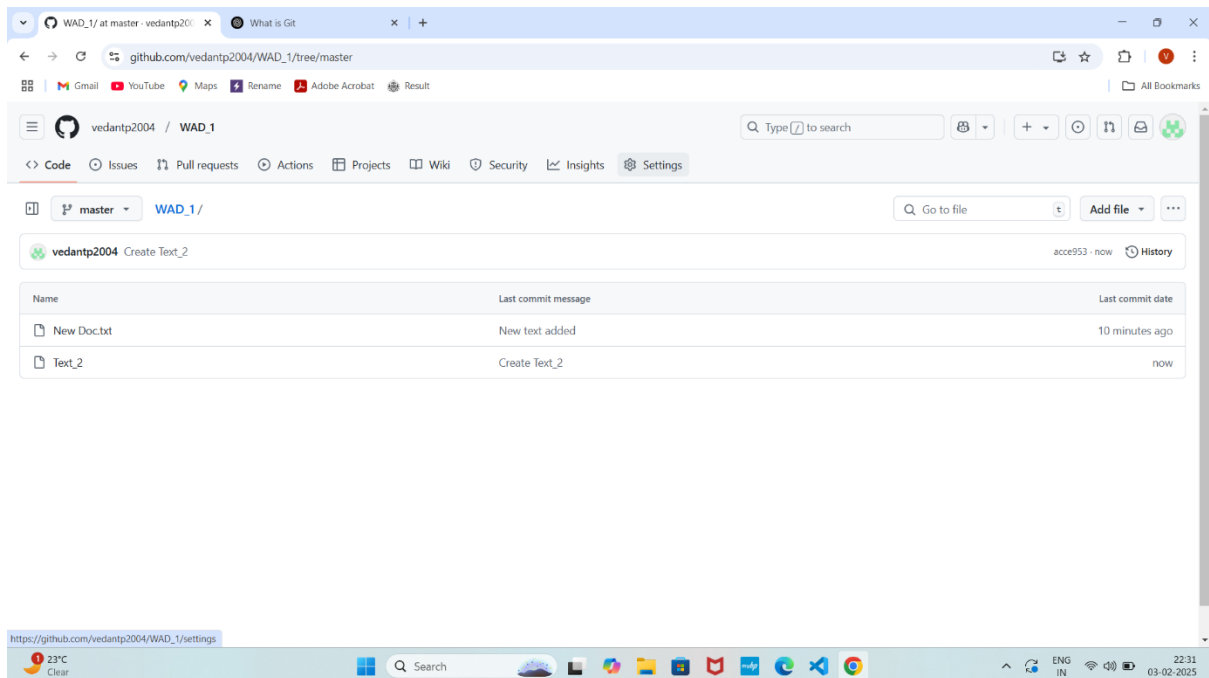 WAD_1/ at master · vedantp200
What is Git
github.com/vedantp2004/WAD_1/tree/master
V
Gmail YouTube Maps Rename Adobe Acrobat Result
All Bookmarks
vedantp2004 / WAD_1
Type / to search
Code Issues Pull requests Actions Projects Wiki Security Insights Settings
master WAD_1 /
Go to file t
Add file
vedantp2004 Create Text_2
acce953 · now History
Name Last commit message Last commit date
New Doc.txt New text added 10 minutes ago
Text_2 Create Text_2 now
https://github.com/vedantp2004/WAD_1/settings
1
23°C
Clear
Search
ENG
IN
22:31
03-02-2025